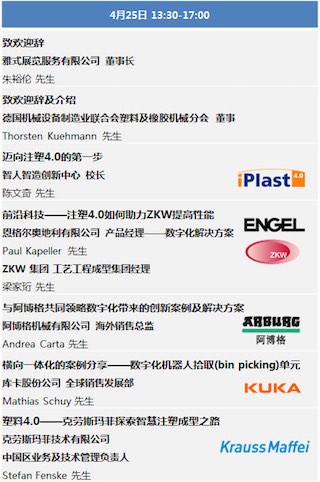 4月25日 13:30-17:00
致欢迎辞
雅式展览服务有限公司 董事长
朱裕伦 先生
致欢迎辞及介绍
德国机械设备制造业联合会塑料及橡胶机械分会 董事
Thorsten Kuehmann 先生
迈向注塑4.0的第一步
智人智造创新中心 校长
陈文奇 先生
iPlast 4.0
前沿科技——注塑4.0如何助力ZKW提高性能
恩格尔奥地利有限公司 产品经理——数字化解决方案
Paul Kapeller 先生
ZKW 集团 工艺工程成型集团经理
梁家珩 先生
ENGEL
ZKW
与阿博格共同领略数字化带来的创新案例及解决方案
阿博格机械有限公司 海外销售总监
Andrea Carta 先生
ARBURG
阿博格
横向一体化的案例分享——数字化机器人拾取(bin picking)单元
库卡股份公司 全球销售发展部
Mathias Schuy 先生
KUKA
塑料4.0——克劳斯玛菲探索智慧注塑成型之路
克劳斯玛菲技术有限公司
中国区业务及技术管理负责人
Stefan Fenske 先生
Krauss Maffei